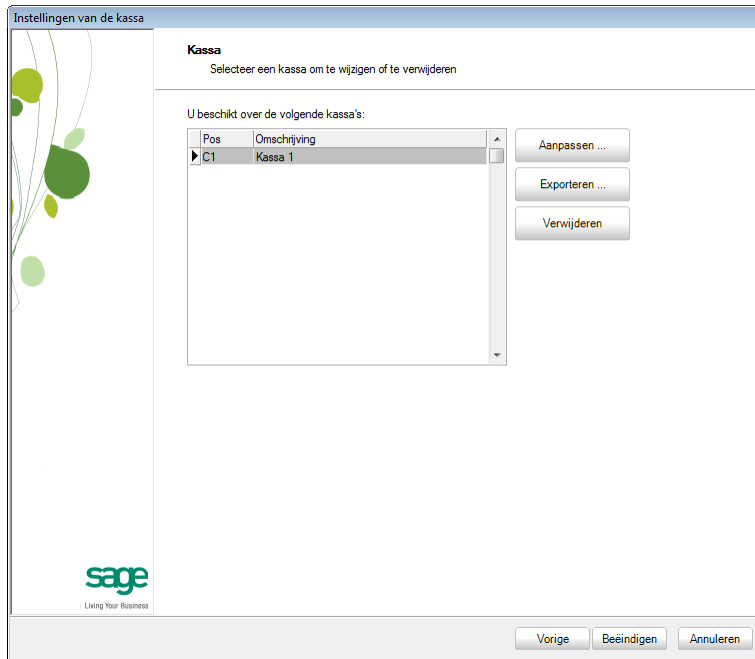 Instellingen van de kassa
Kassa
Selecteer een kassa om te wijzigen of te verwijderen
U beschikt over de volgende kassa's:
Pos Omschrijving
C1 Kassa 1
Aanpassen ...
Exporteren ...
Verwijderen
sage
Living Your Business
Vorige Beëindigen Annuleren